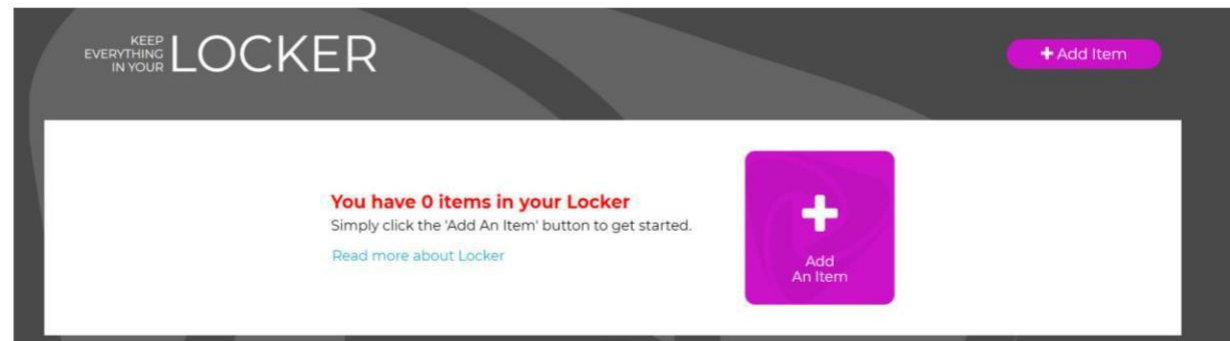 KEEP
EVERYTHING
IN YOUR
LOCKER
+ Add Item
You have 0 items in your Locker
Simply click the 'Add An Item' button to get started.
Read more about Locker
Add
An Item